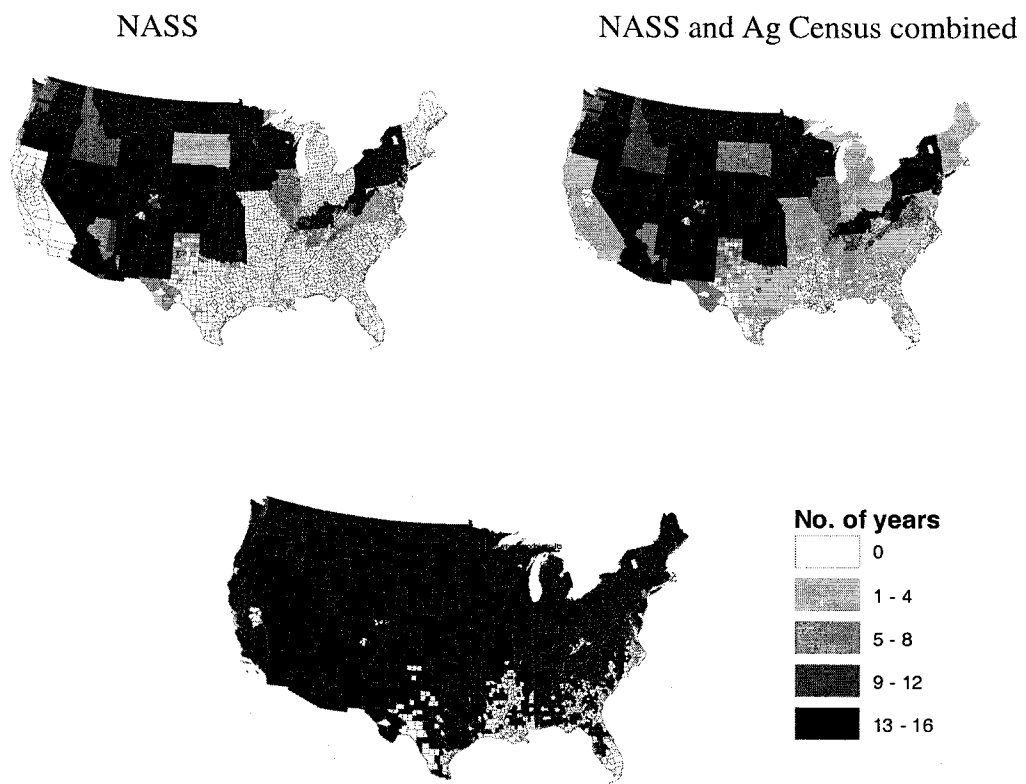 NASS
NASS and Ag Census combined
No. of years
0
1 - 4
5 - 8
9 - 12
13 - 16